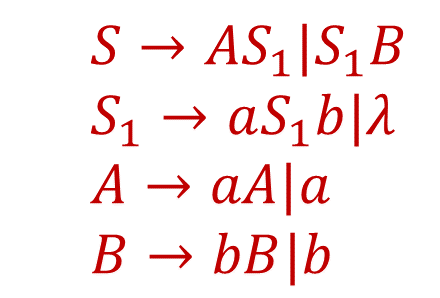 S → AS₁|S₁B
S₁ → aS₁b|λ
A → aA|a
B → bB|b